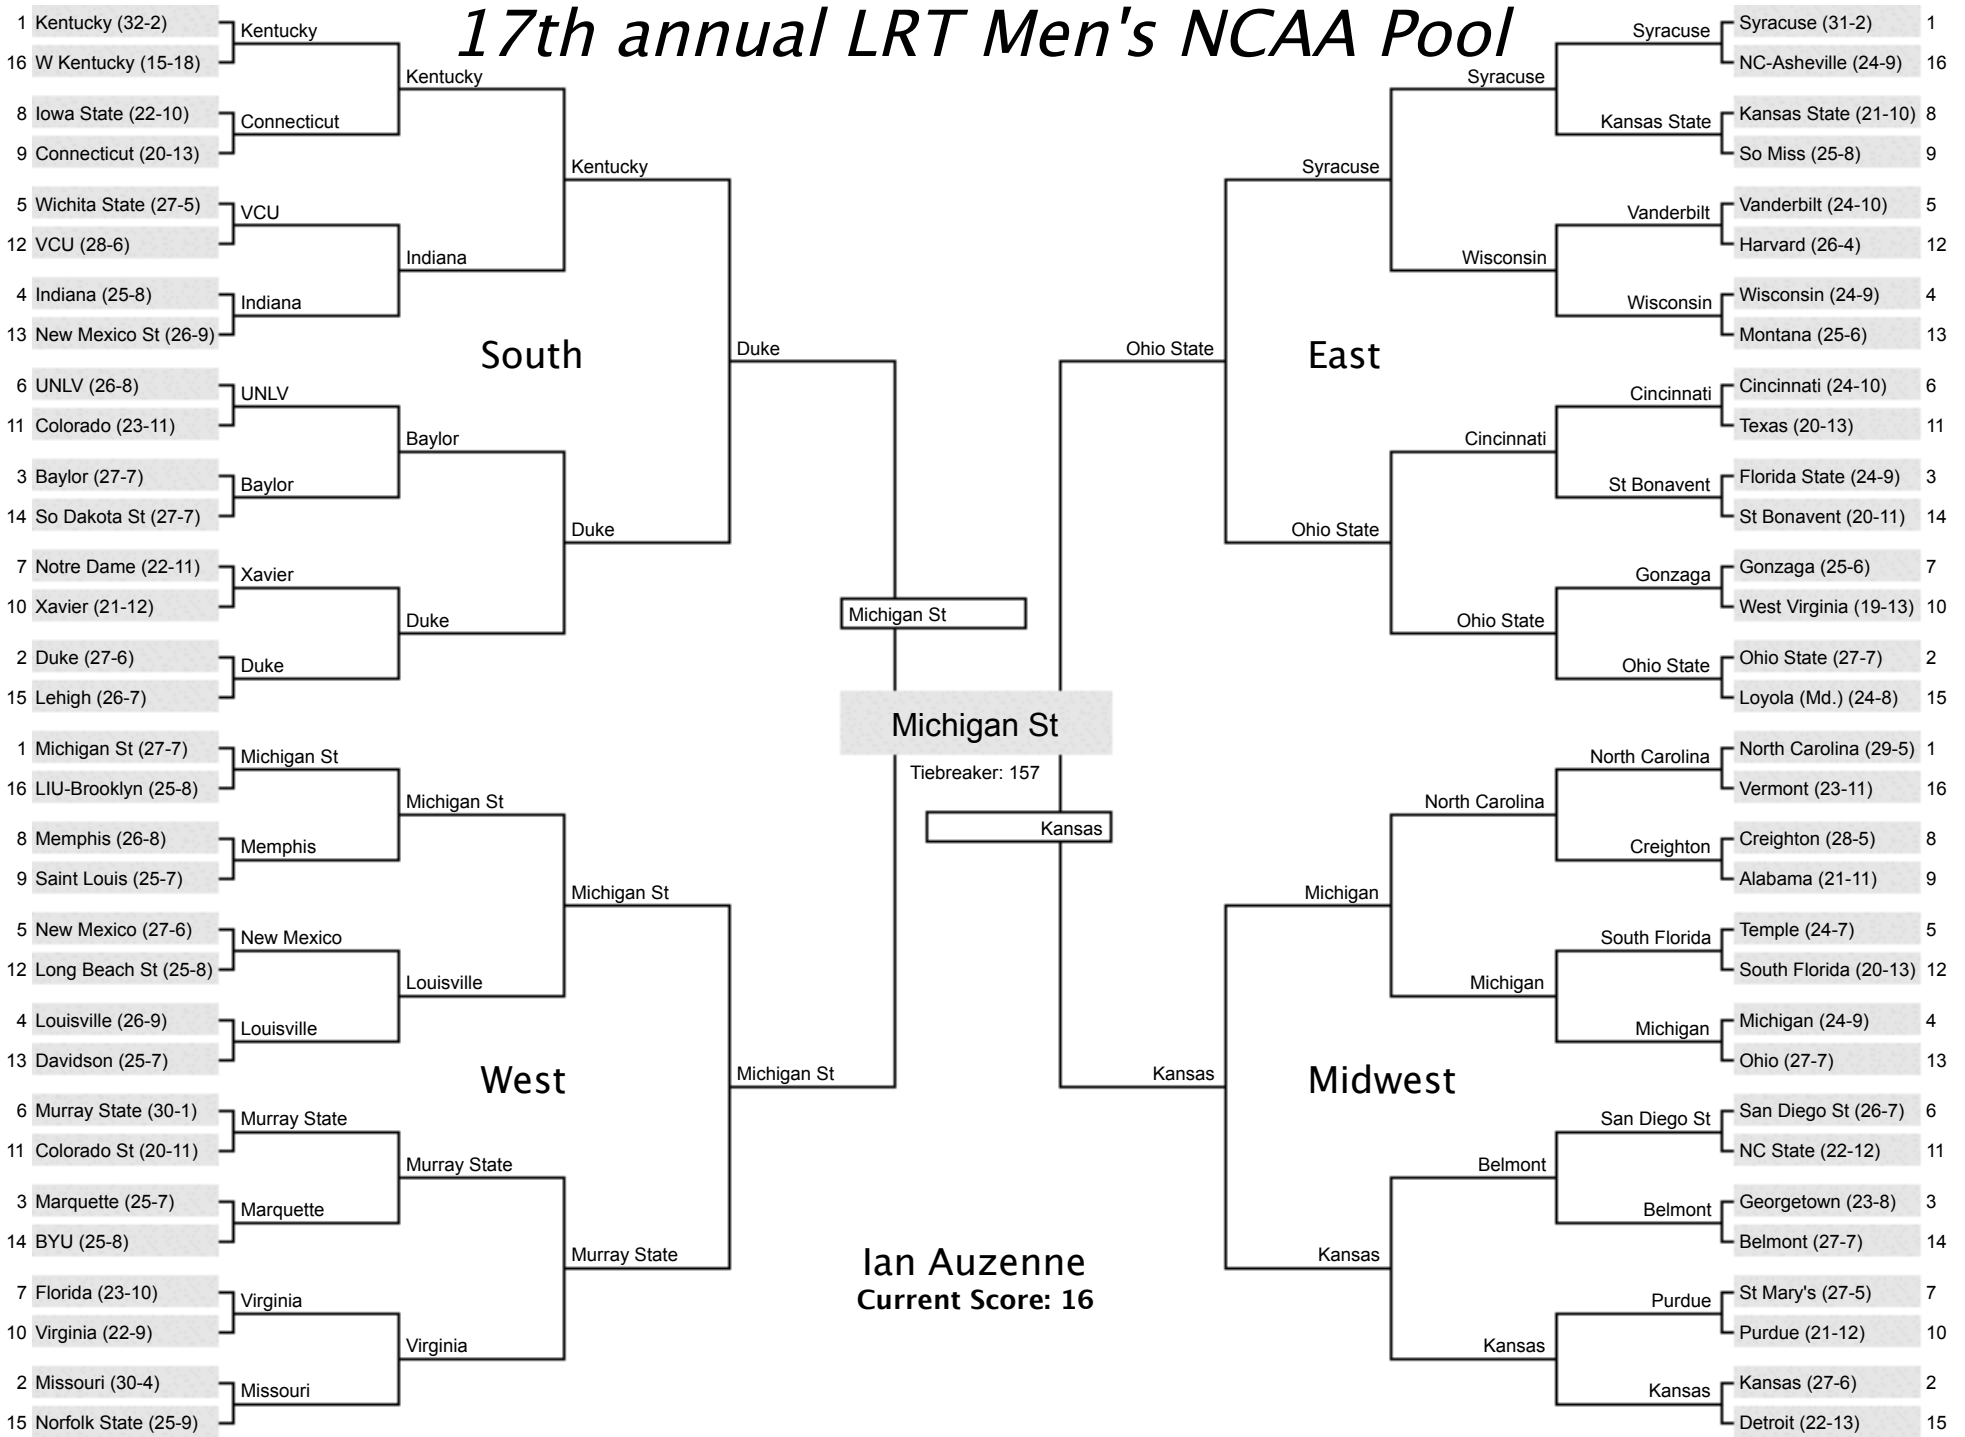 17th annual LRT Men's NCAA Pool
1 Kentucky (32-2)
16 W Kentucky (15-18)
8 Iowa State (22-10)
9 Connecticut (20-13)
5 Wichita State (27-5)
12 VCU (28-6)
4 Indiana (25-8)
13 New Mexico St (26-9)
6 UNLV (26-8)
11 Colorado (23-11)
3 Baylor (27-7)
14 So Dakota St (27-7)
7 Notre Dame (22-11)
10 Xavier (21-12)
2 Duke (27-6)
15 Lehigh (26-7)
Kentucky
Connecticut
VCU
Indiana
UNLV
Baylor
Xavier
Duke
Kentucky
Indiana
Baylor
Duke
Kentucky
Duke
Duke
South
1 Michigan St (27-7)
16 LIU-Brooklyn (25-8)
8 Memphis (26-8)
9 Saint Louis (25-7)
5 New Mexico (27-6)
12 Long Beach St (25-8)
4 Louisville (26-9)
13 Davidson (25-7)
6 Murray State (30-1)
11 Colorado St (20-11)
3 Marquette (25-7)
14 BYU (25-8)
7 Florida (23-10)
10 Virginia (22-9)
2 Missouri (30-4)
15 Norfolk State (25-9)
Michigan St
Memphis
New Mexico
Louisville
Murray State
Marquette
Virginia
Missouri
Michigan St
Louisville
Murray State
Virginia
Michigan St
Murray State
Michigan St
West
Michigan St
Michigan St
Tiebreaker: 157
Kansas
Ian Auzenne
Current Score: 16
Syracuse (31-2) 1
NC-Asheville (24-9) 16
Kansas State (21-10) 8
So Miss (25-8) 9
Vanderbilt (24-10) 5
Harvard (26-4) 12
Wisconsin (24-9) 4
Montana (25-6) 13
Cincinnati (24-10) 6
Texas (20-13) 11
Florida State (24-9) 3
St Bonavent (20-11) 14
Gonzaga (25-6) 7
West Virginia (19-13) 10
Ohio State (27-7) 2
Loyola (Md.) (24-8) 15
Syracuse
Kansas State
Vanderbilt
Wisconsin
Cincinnati
St Bonavent
Gonzaga
Ohio State
Syracuse
Wisconsin
Cincinnati
Ohio State
Syracuse
Ohio State
Ohio State
East
North Carolina (29-5) 1
Vermont (23-11) 16
Creighton (28-5) 8
Alabama (21-11) 9
Temple (24-7) 5
South Florida (20-13) 12
Michigan (24-9) 4
Ohio (27-7) 13
San Diego St (26-7) 6
NC State (22-12) 11
Georgetown (23-8) 3
Belmont (27-7) 14
St Mary's (27-5) 7
Purdue (21-12) 10
Kansas (27-6) 2
Detroit (22-13) 15
North Carolina
Creighton
South Florida
Michigan
San Diego St
Belmont
Purdue
Kansas
North Carolina
Michigan
Belmont
Kansas
Michigan
Kansas
Kansas
Midwest